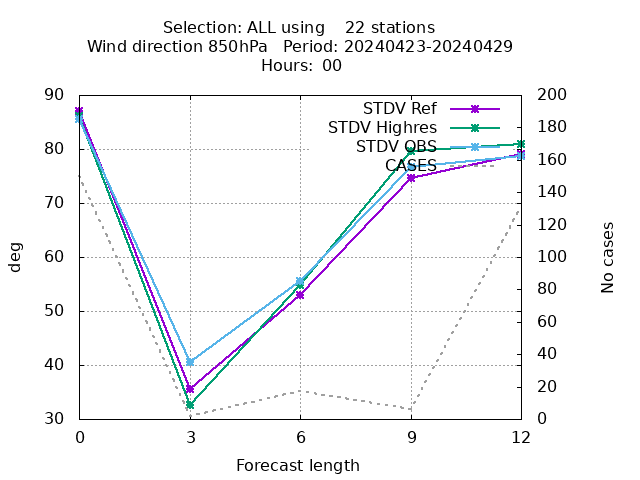 Selection: ALL using 22 stations
Wind direction 850hPa Period: 20240423-20240429
Hours: 00
STDV Ref
STDV Highres
STDV OBS
CASES
90
80
70
60
50
40
30
200
180
160
140
120
100
80
60
40
20
0
deg
No cases
0 3 6 9 12
Forecast length